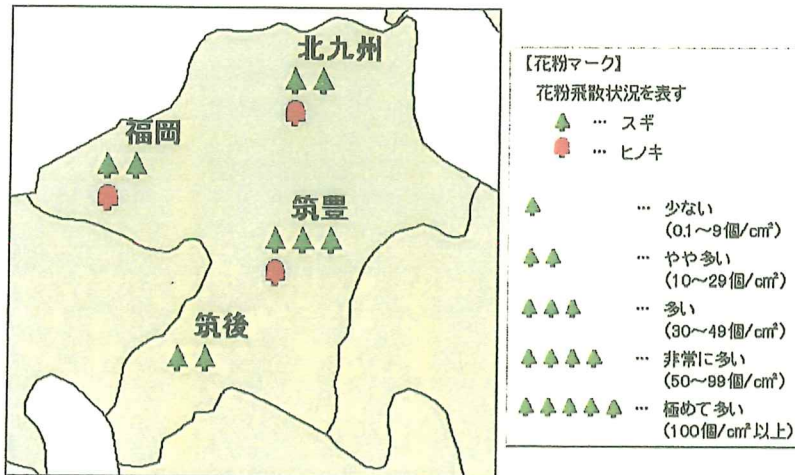 北九州
福岡
筑豊
筑後
【花粉マーク】
花粉飛散状況を表す
… スギ
… ヒノキ
… 少ない
(0.1～9個/c㎡)
… やや多い
(10～29個/c㎡)
… 多い
(30～49個/c㎡)
… 非常に多い
(50～99個/c㎡)
… 極めて多い
(100個/c㎡以上)